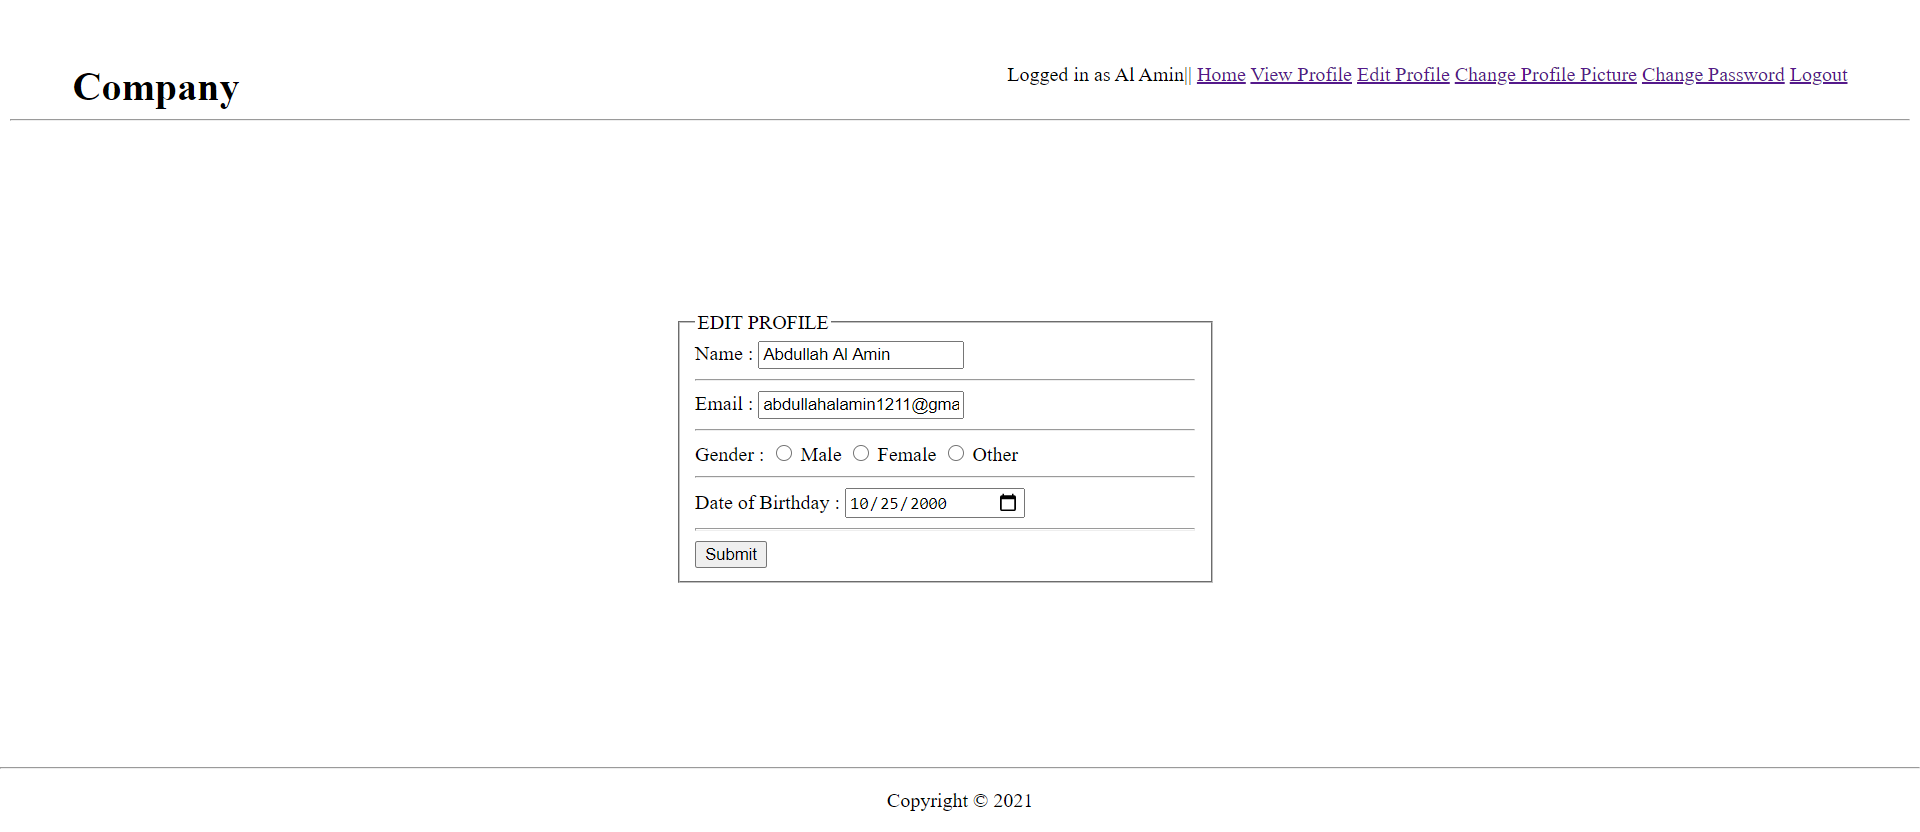 Company
Logged in as Al Amin|| Home View Profile Edit Profile Change Profile Picture Change Password Logout
EDIT PROFILE
Name : Abdullah Al Amin
Email : abdullahalamin1211@gma
Gender : Male Female Other
Date of Birthday : 10/25/2000
Submit
Copyright © 2021